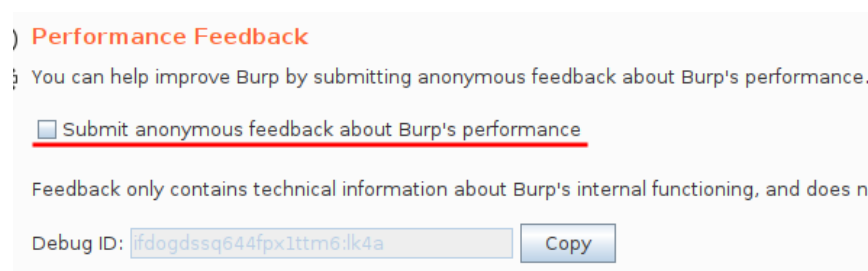 Performance Feedback
You can help improve Burp by submitting anonymous feedback about Burp's performance.
Submit anonymous feedback about Burp's performance
Feedback only contains technical information about Burp's internal functioning, and does n
Debug ID: ifdogdssq644fpx1ttm6:lk4a Copy